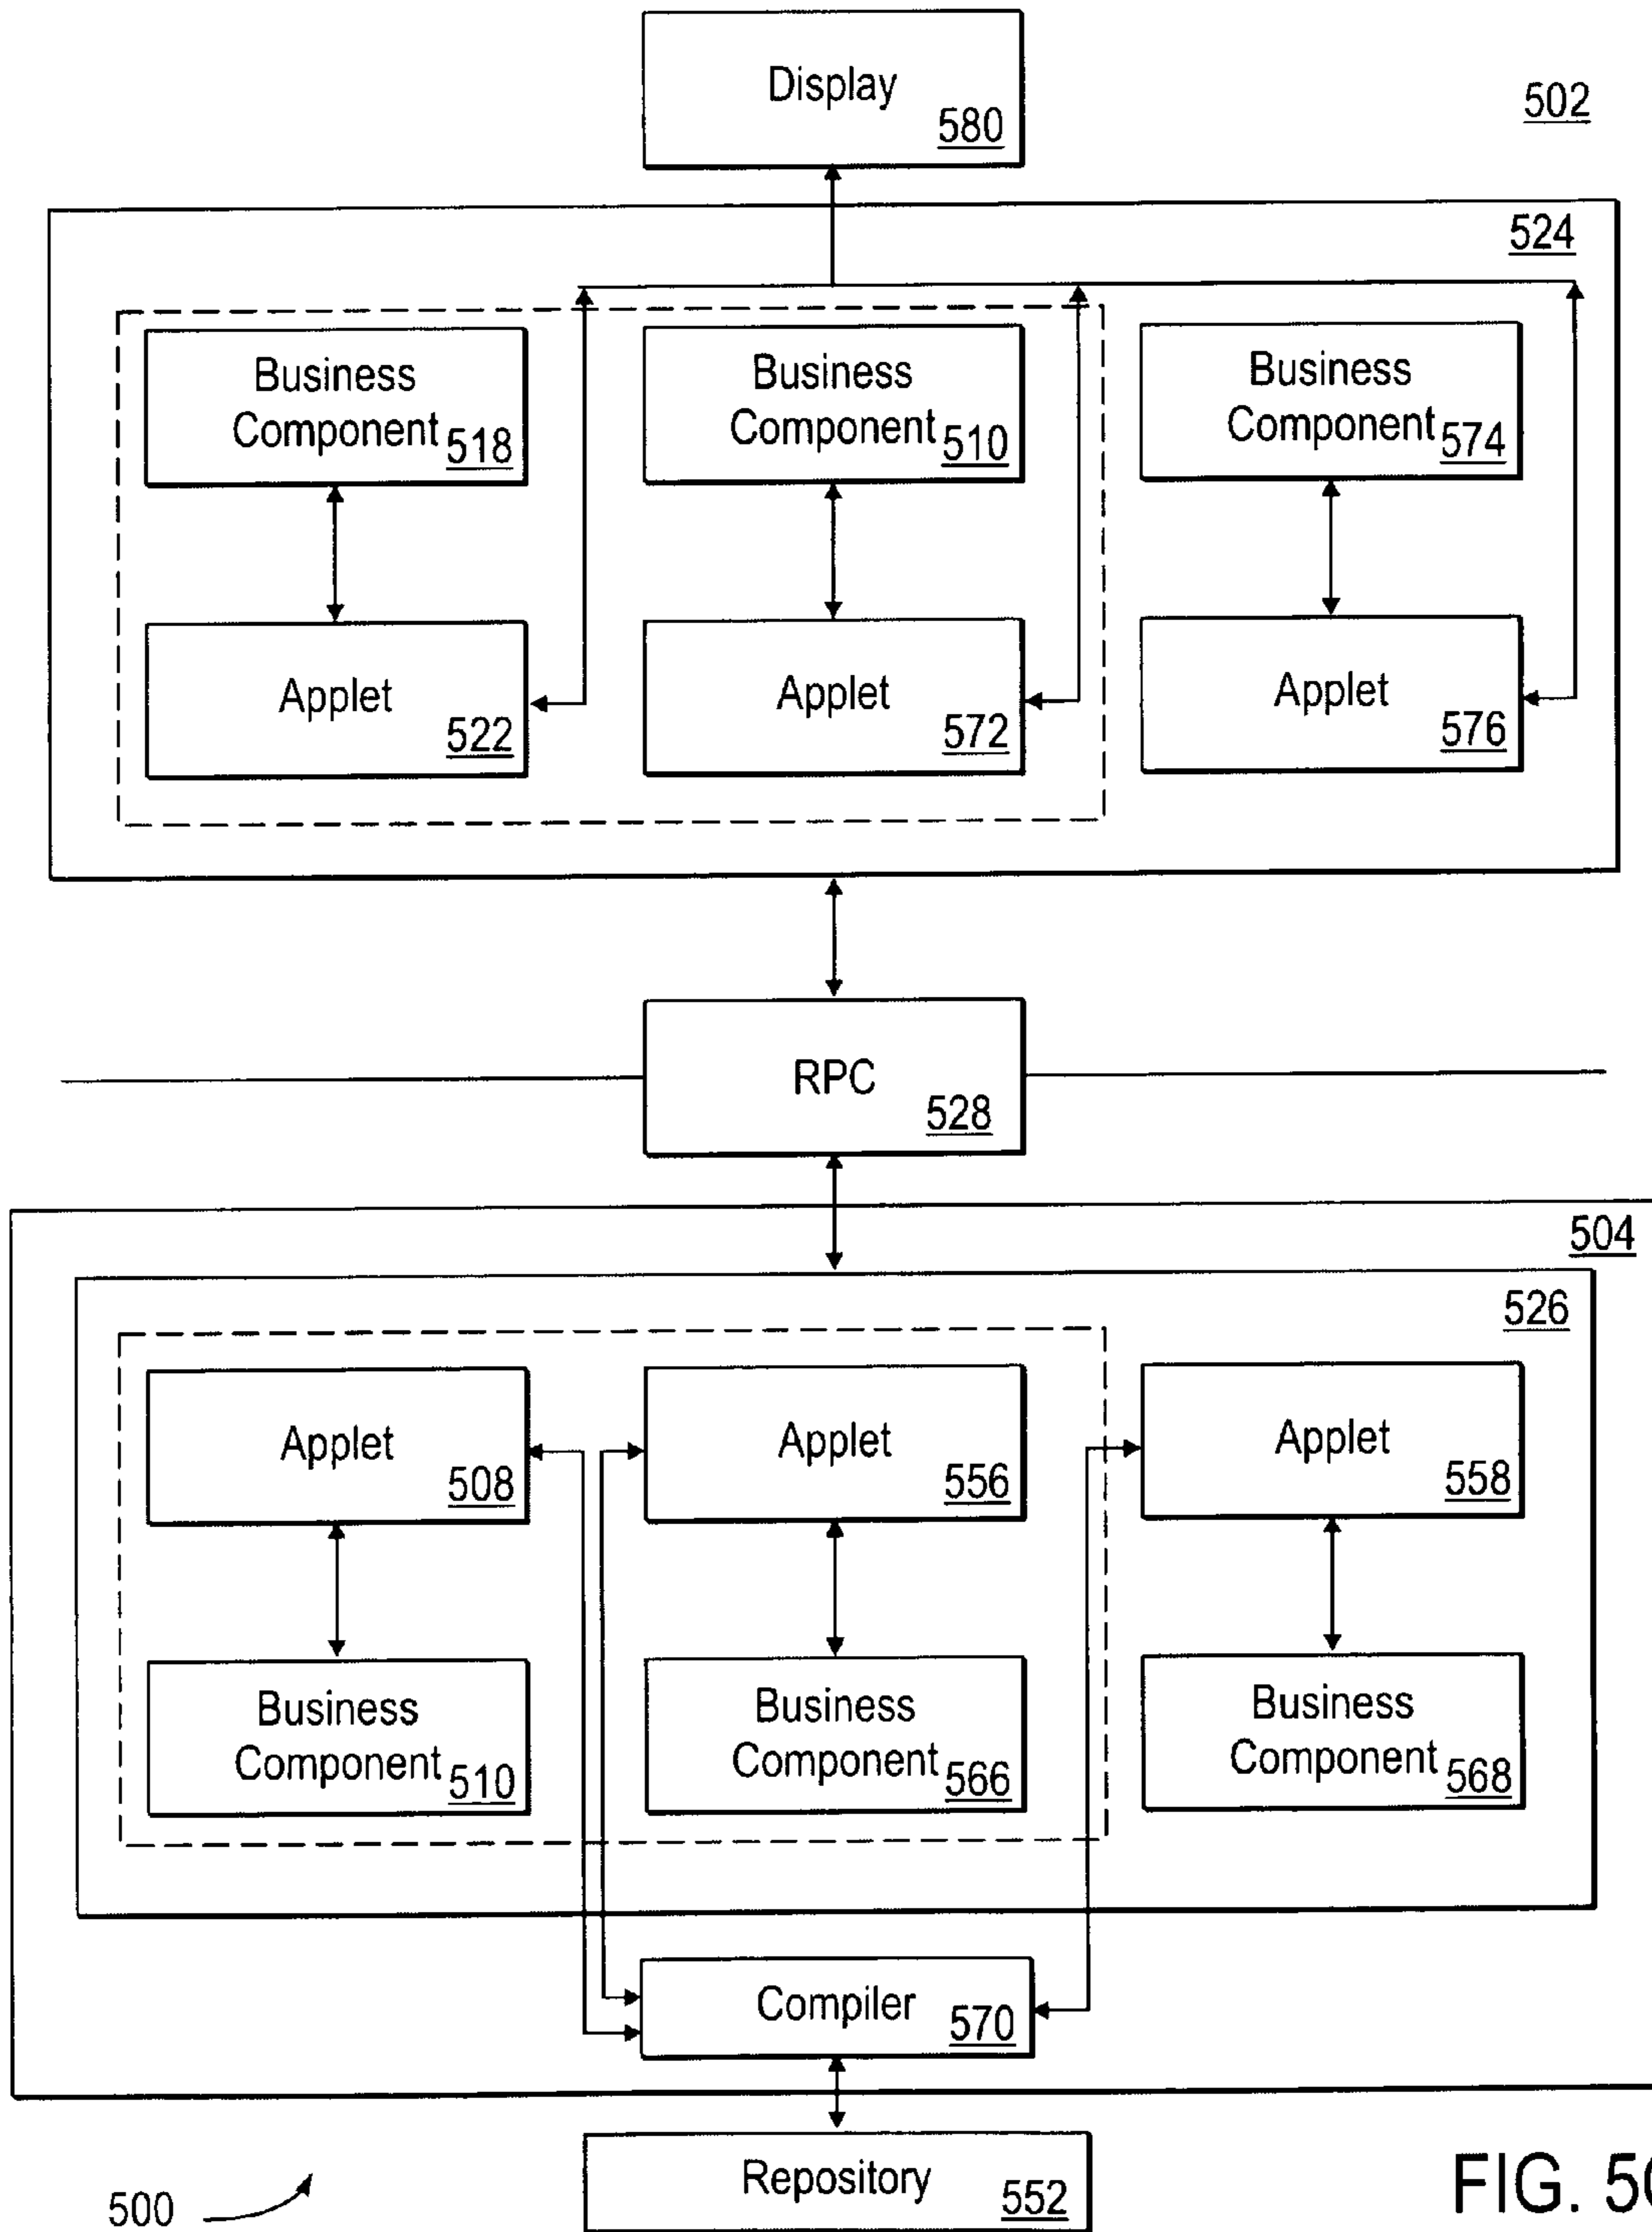 Display
580
502
524
Business
Component 518
Business
Component 510
Business
Component 574
Applet
522
Applet
572
Applet
576
RPC
528
504
526
Applet
508
Applet
556
Applet
558
Business
Component 510
Business
Component 566
Business
Component 568
Compiler
570
Repository
552
500
FIG.